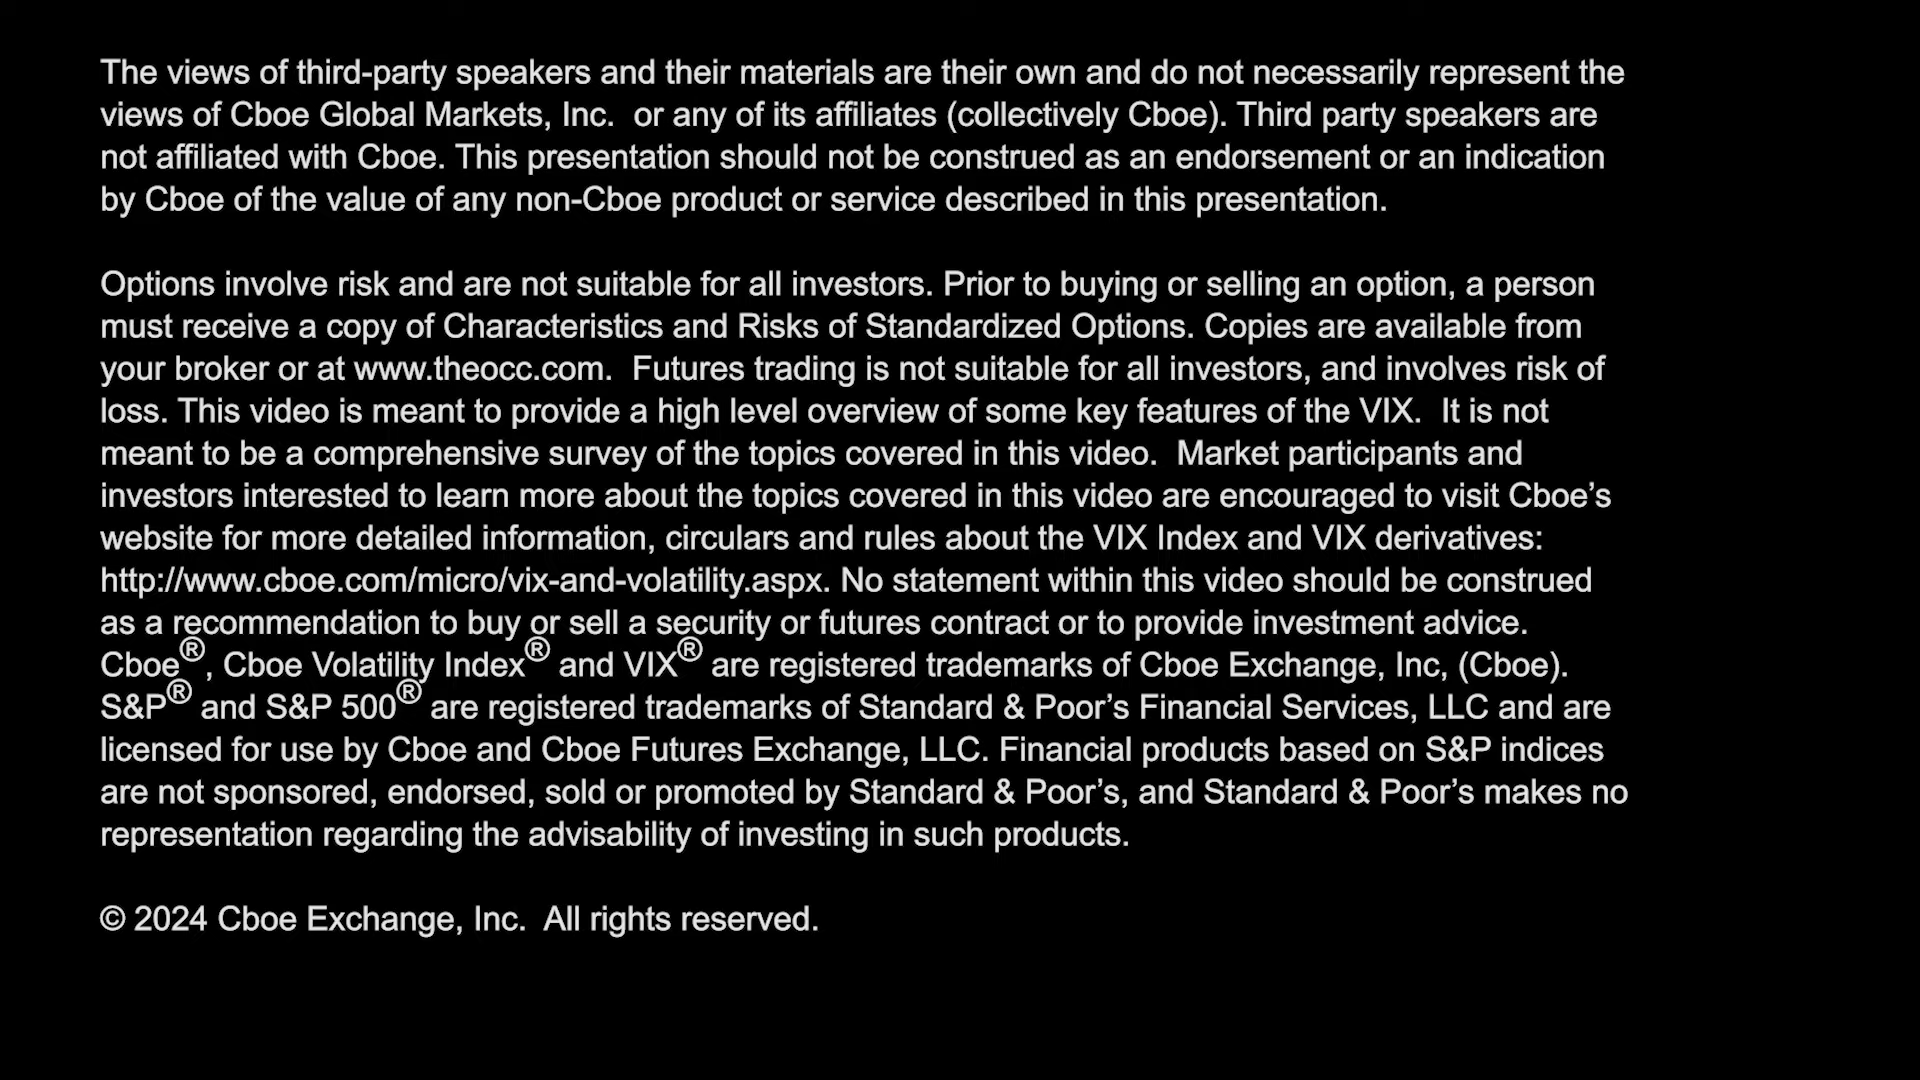 The views of third-party speakers and their materials are their own and do not necessarily represent the
views of Cboe Global Markets, Inc.  or any of its affiliates (collectively Cboe). Third party speakers are
not affiliated with Cboe. This presentation should not be construed as an endorsement or an indication
by Cboe of the value of any non-Cboe product or service described in this presentation.
Options involve risk and are not suitable for all investors. Prior to buying or selling an option, a person
must receive a copy of Characteristics and Risks of Standardized Options. Copies are available from
your broker or at www.theocc.com.  Futures trading is not suitable for all investors, and involves risk of
loss. This video is meant to provide a high level overview of some key features of the VIX.  It is not
meant to be a comprehensive survey of the topics covered in this video.  Market participants and
investors interested to learn more about the topics covered in this video are encouraged to visit Cboe’s
website for more detailed information, circulars and rules about the VIX Index and VIX derivatives:
http://www.cboe.com/micro/vix-and-volatility.aspx. No statement within this video should be construed
as a recommendation to buy or sell a security or futures contract or to provide investment advice.
Cboe®, Cboe Volatility Index® and VIX® are registered trademarks of Cboe Exchange, Inc, (Cboe).
S&P® and S&P 500® are registered trademarks of Standard & Poor’s Financial Services, LLC and are
licensed for use by Cboe and Cboe Futures Exchange, LLC. Financial products based on S&P indices
are not sponsored, endorsed, sold or promoted by Standard & Poor’s, and Standard & Poor’s makes no
representation regarding the advisability of investing in such products.
© 2024 Cboe Exchange, Inc.  All rights reserved.